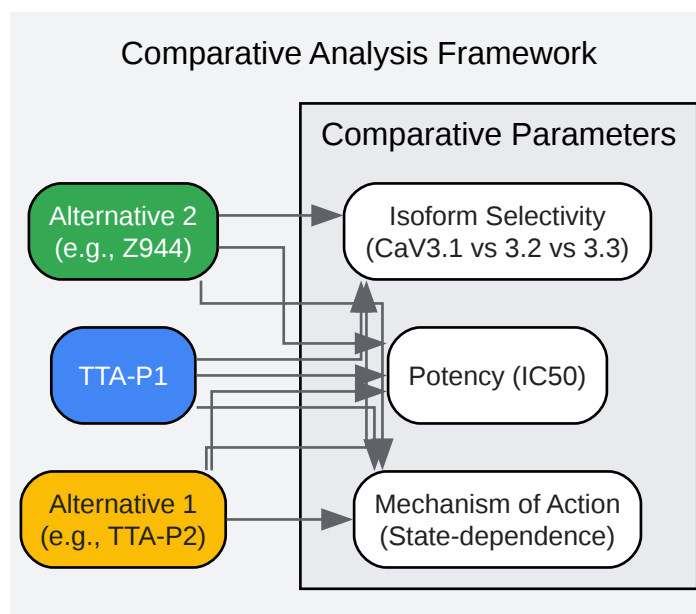 Comparative Analysis Framework
Comparative Parameters
Alternative 2
(e.g., Z944)
Isoform Selectivity
(CaV3.1 vs 3.2 vs 3.3)
TTA-P1
Potency (IC50)
Alternative 1
(e.g., TTA-P2)
Mechanism of Action
(State-dependence)